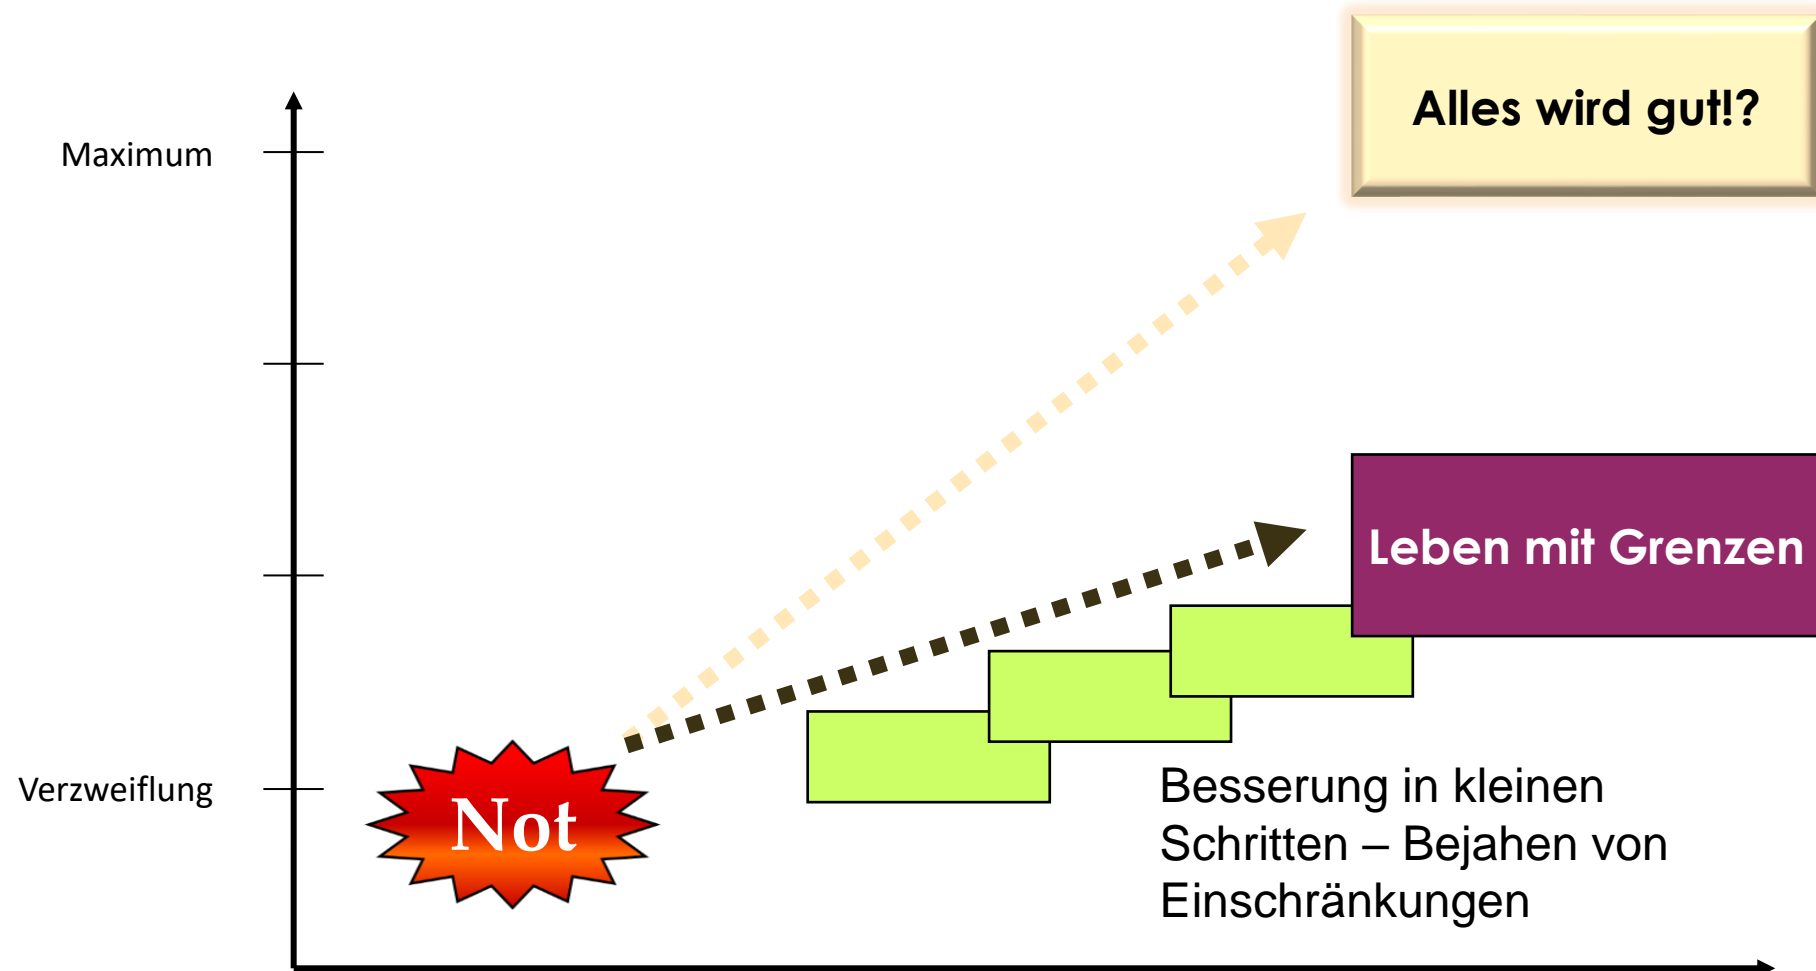 Alles wird gut!?
Maximum
Leben mit Grenzen
Verzweiflung
Not
Besserung in kleinen
Schritten – Bejahen von
Einschränkungen